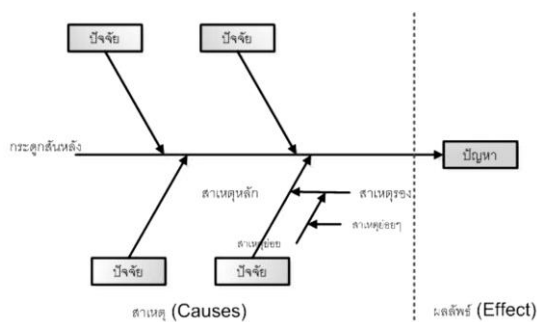 ปัจจัย ปัจจัย
กระดูกสันหลัง
ปัญหา
สาเหตุหลัก สาเหตุรอง
สาเหตุย่อยๆ
สาเหตุย่อย
ปัจจัย ปัจจัย
สาเหตุ (Causes) ผลลัพธ์ (Effect)